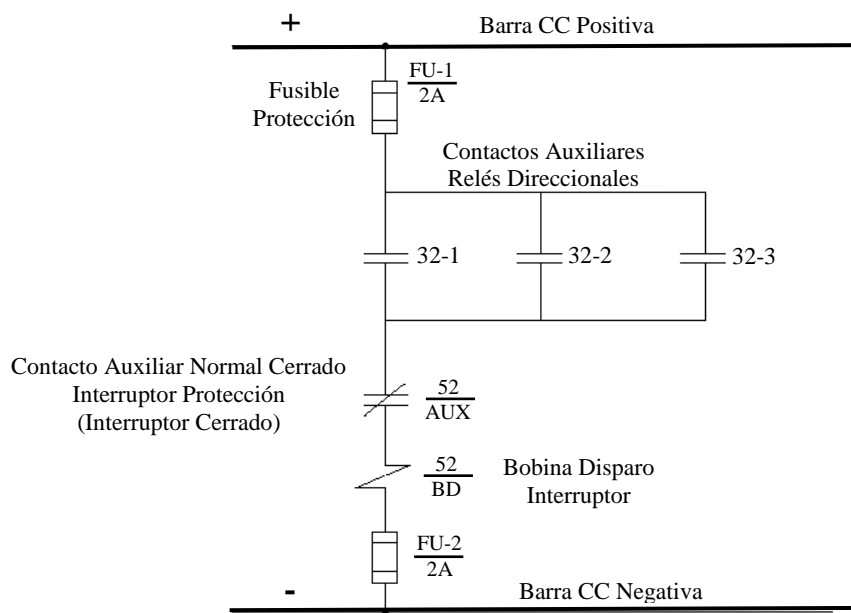 +
Barra CC Positiva
Fusible
Protección
FU-1
2A
Contactos Auxiliares
Relés Direccionales
32-1
32-2
32-3
Contacto Auxiliar Normal Cerrado
Interruptor Protección
(Interruptor Cerrado)
52
AUX
52
BD
Bobina Disparo
Interruptor
FU-2
2A
-
Barra CC Negativa